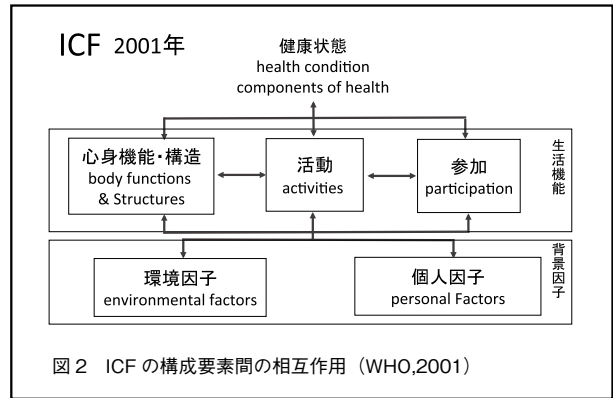 ICF 2001年
健康状態
health condition
components of health
心身機能・構造
body functions
& Structures
活動
activities
参加
participation
生活機能
環境因子
environmental factors
個人因子
personal Factors
背景因子
図2 ICFの構成要素間の相互作用（WHO,2001）